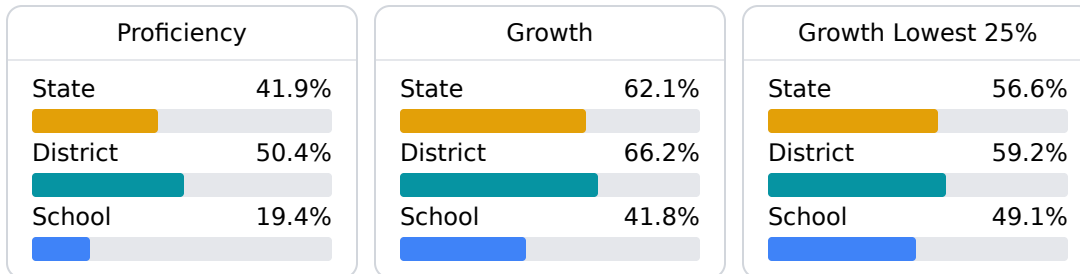 Proficiency
State 41.9%
District 50.4%
School 19.4%
Growth
State 62.1%
District 66.2%
School 41.8%
Growth Lowest 25%
State 56.6%
District 59.2%
School 49.1%